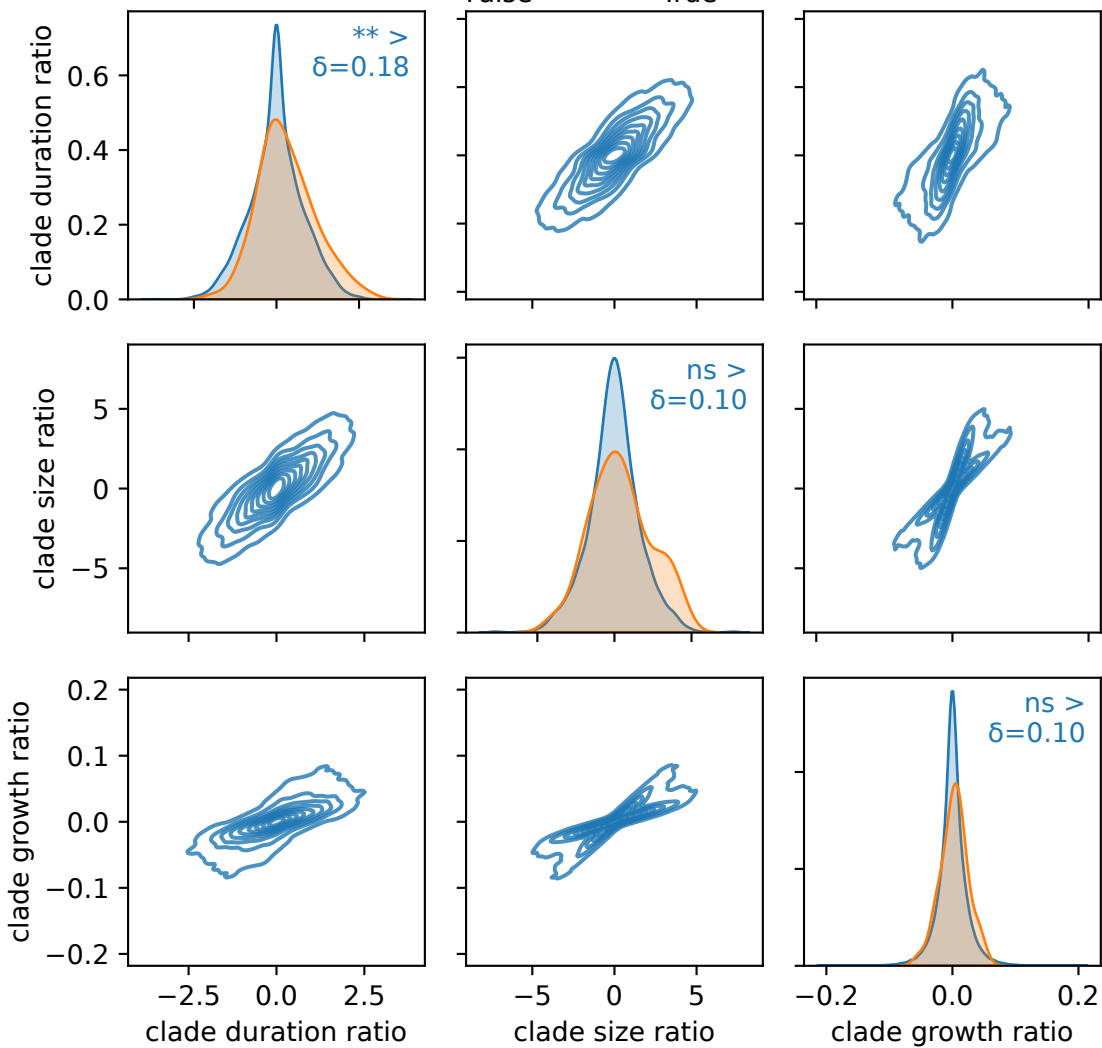 False True
clade duration ratio
0.6
0.4
0.2
0.0
** >
δ=0.18
clade size ratio
5
0
−5
ns >
δ=0.10
clade growth ratio
0.2
0.1
0.0
−0.1
−0.2
ns >
δ=0.10
−2.5 0.0 2.5
−5 0 5
−0.2 0.0 0.2
clade duration ratio
clade size ratio
clade growth ratio